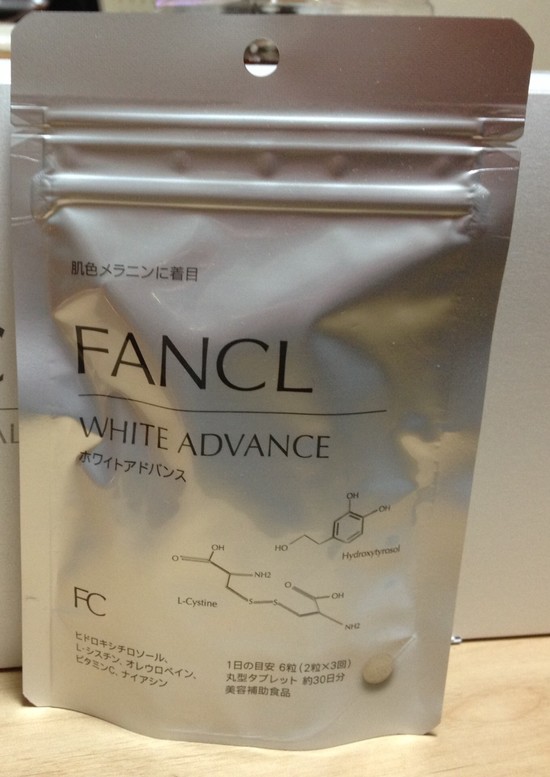 肌色メラニンに着目
FANCL
WHITE ADVANCE
ホワイトアドバンス
OH
OH
HO
Hydroxytyrosol
O
OH
NH2
O
OH
L-Cystine
S
S
NH2
FC
ヒドロキシチロソール、
L-シスチン、オレウロペイン、
ビタミンC、ナイアシン
1日の目安 6粒(2粒×3回)
丸型タブレット 約30日分
美容補助食品
C
AL